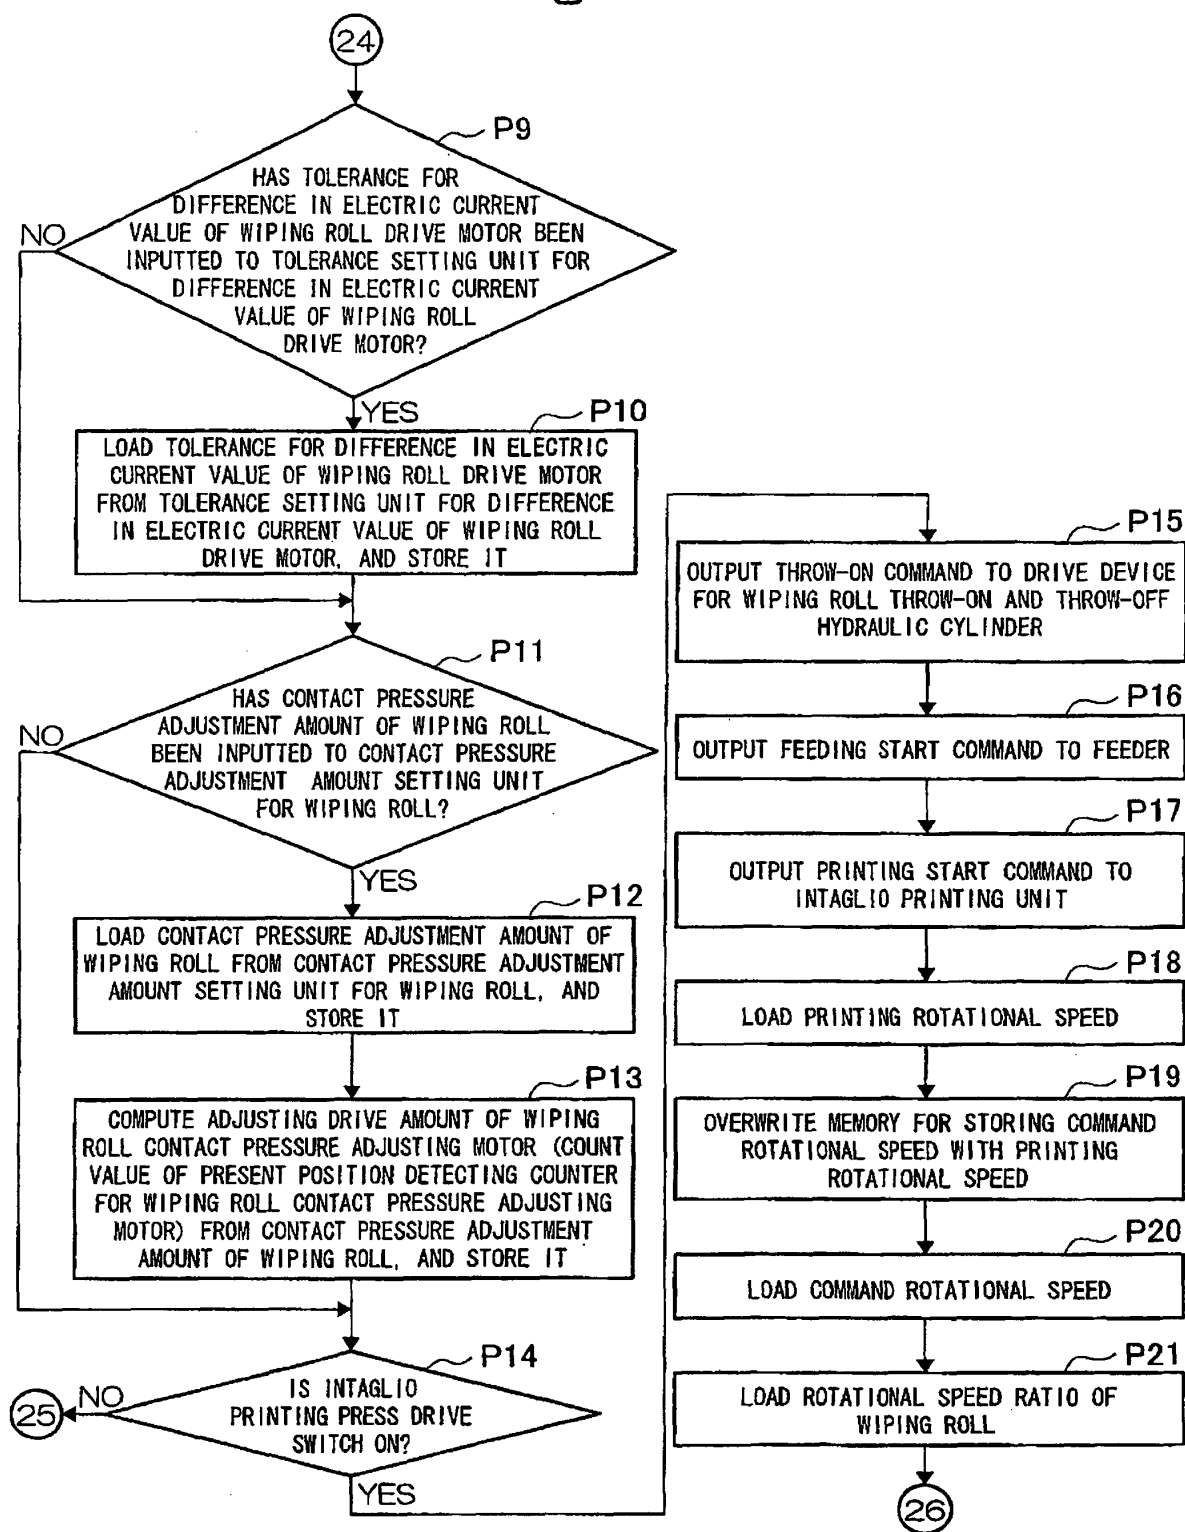 24
P9
HAS TOLERANCE FOR
DIFFERENCE IN ELECTRIC CURRENT
VALUE OF WIPING ROLL DRIVE MOTOR BEEN
INPUTTED TO TOLERANCE SETTING UNIT FOR
DIFFERENCE IN ELECTRIC CURRENT
VALUE OF WIPING ROLL
DRIVE MOTOR?
NO
YES
P10
LOAD TOLERANCE FOR DIFFERENCE IN ELECTRIC
CURRENT VALUE OF WIPING ROLL DRIVE MOTOR
FROM TOLERANCE SETTING UNIT FOR DIFFERENCE
IN ELECTRIC CURRENT VALUE OF WIPING ROLL
DRIVE MOTOR, AND STORE IT
P11
HAS CONTACT PRESSURE
ADJUSTMENT AMOUNT OF WIPING ROLL
BEEN INPUTTED TO CONTACT PRESSURE
ADJUSTMENT AMOUNT SETTING UNIT
FOR WIPING ROLL?
NO
YES
P12
LOAD CONTACT PRESSURE ADJUSTMENT AMOUNT OF
WIPING ROLL FROM CONTACT PRESSURE ADJUSTMENT
AMOUNT SETTING UNIT FOR WIPING ROLL, AND
STORE IT
P13
COMPUTE ADJUSTING DRIVE AMOUNT OF WIPING
ROLL CONTACT PRESSURE ADJUSTING MOTOR (COUNT
VALUE OF PRESENT POSITION DETECTING COUNTER
FOR WIPING ROLL CONTACT PRESSURE ADJUSTING
MOTOR) FROM CONTACT PRESSURE ADJUSTMENT
AMOUNT OF WIPING ROLL, AND STORE IT
P14
IS INTAGLIO
PRINTING PRESS DRIVE
SWITCH ON?
NO
25
YES
P15
OUTPUT THROW-ON COMMAND TO DRIVE DEVICE
FOR WIPING ROLL THROW-ON AND THROW-OFF
HYDRAULIC CYLINDER
P16
OUTPUT FEEDING START COMMAND TO FEEDER
P17
OUTPUT PRINTING START COMMAND TO
INTAGLIO PRINTING UNIT
P18
LOAD PRINTING ROTATIONAL SPEED
P19
OVERWRITE MEMORY FOR STORING COMMAND
ROTATIONAL SPEED WITH PRINTING
ROTATIONAL SPEED
P20
LOAD COMMAND ROTATIONAL SPEED
P21
LOAD ROTATIONAL SPEED RATIO OF
WIPING ROLL
26